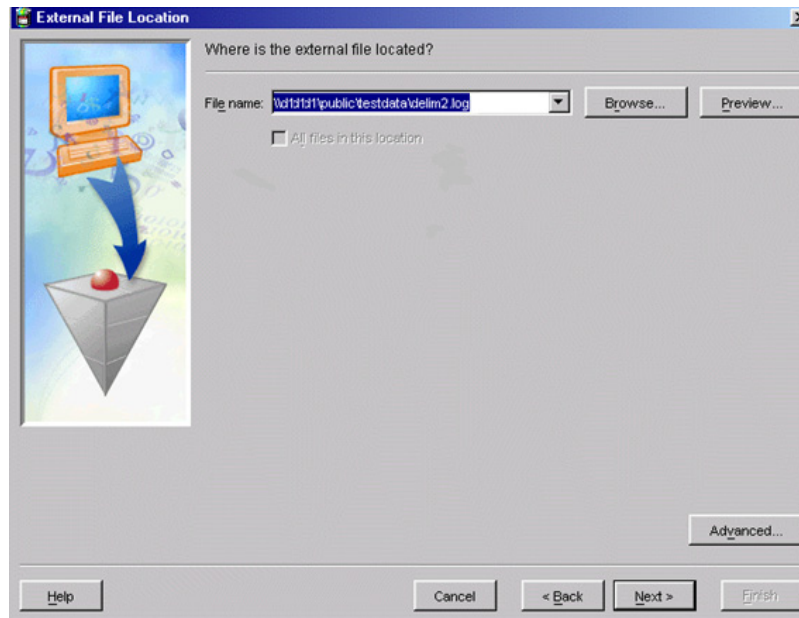 External File Location
Where is the external file located?
File name: \\d1\d1\d1\public\testdata\delim2.log Browse... Preview...
All files in this location
Advanced...
Help Cancel < Back Next > Finish